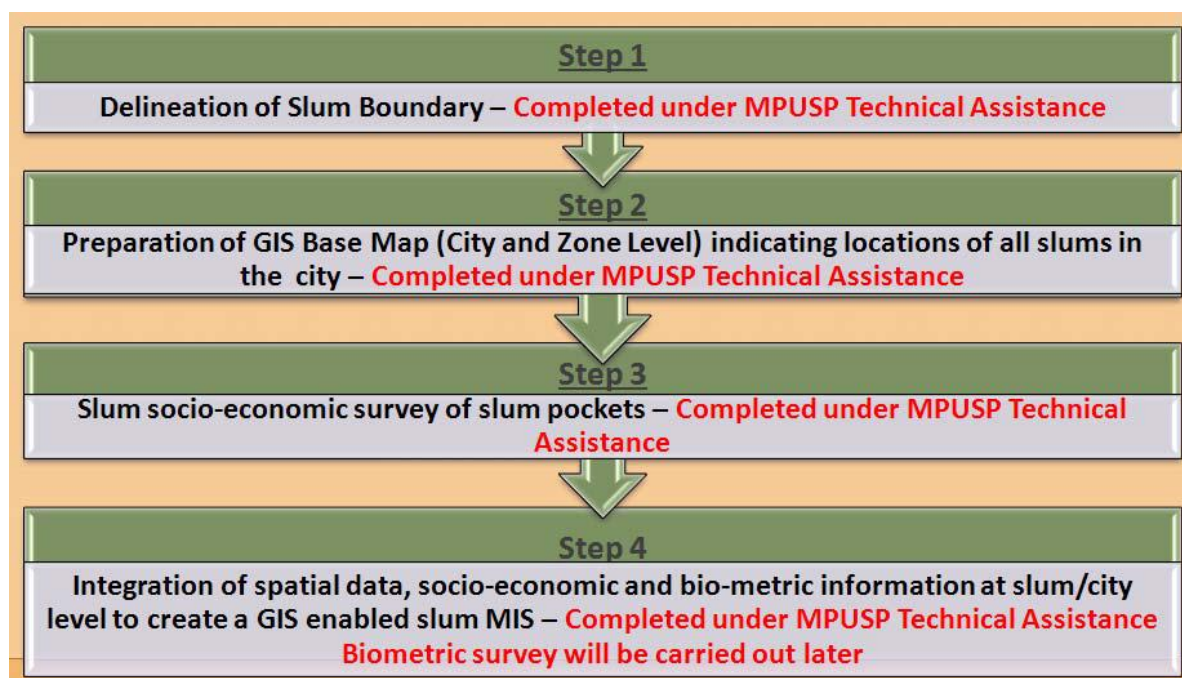 Step 1
Delineation of Slum Boundary – Completed under MPUSP Technical Assistance
Step 2
Preparation of GIS Base Map (City and Zone Level) indicating locations of all slums in
the city – Completed under MPUSP Technical Assistance
Step 3
Slum socio-economic survey of slum pockets – Completed under MPUSP Technical
Assistance
Step 4
Integration of spatial data, socio-economic and bio-metric information at slum/city
level to create a GIS enabled slum MIS – Completed under MPUSP Technical Assistance
Biometric survey will be carried out later